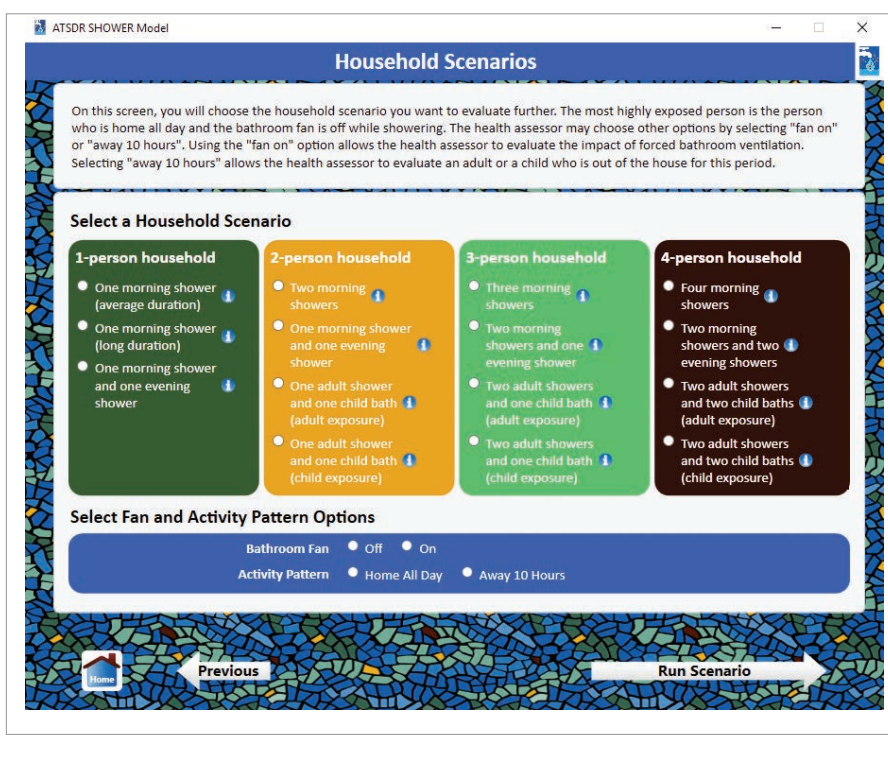 ATSDR SHOWER Model
Household Scenarios
On this screen, you will choose the household scenario you want to evaluate further. The most highly exposed person is the person
who is home all day and the bathroom fan is off while showering. The health assessor may choose other options by selecting "fan on"
or "away 10 hours". Using the "fan on" option allows the health assessor to evaluate the impact of forced bathroom ventilation.
Selecting "away 10 hours" allows the health assessor to evaluate an adult or a child who is out of the house for this period.
Select a Household Scenario
1-person household
One morning shower
(average duration)
One morning shower
(long duration)
One morning shower
and one evening
shower
2-person household
Two morning
showers
One morning shower
and one evening
shower
One adult shower
and one child bath
(adult exposure)
One adult shower
and one child bath
(child exposure)
3-person household
Three morning
showers
Two morning
showers and one
evening shower
Two adult showers
and one child bath
(adult exposure)
Two adult showers
and one child bath
(child exposure)
4-person household
Four morning
showers
Two morning
showers and two
evening showers
Two adult showers
and two child baths
(adult exposure)
Two adult showers
and two child baths
(child exposure)
Select Fan and Activity Pattern Options
Bathroom Fan Off On
Activity Pattern Home All Day Away 10 Hours
Home
Previous
Run Scenario